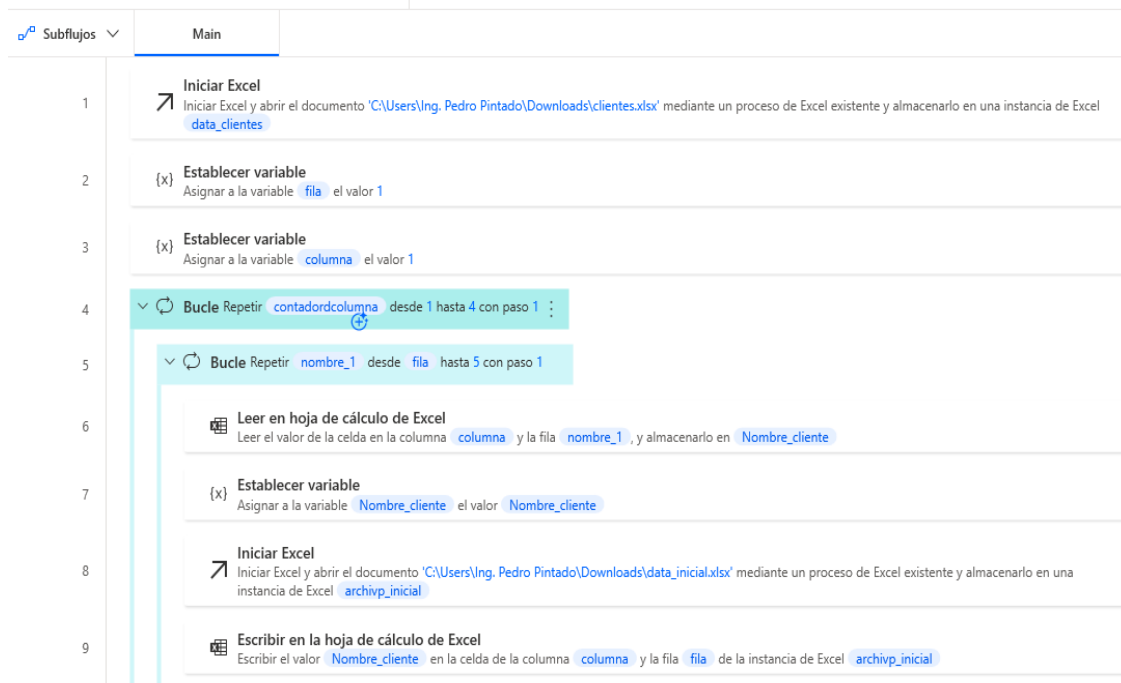 Subflujos
Main
1
Iniciar Excel
Iniciar Excel y abrir el documento 'C:\Users\Ing. Pedro Pintado\Downloads\clientes.xlsx' mediante un proceso de Excel existente y almacenarlo en una instancia de Excel
data_clientes
2
{x}
Establecer variable
Asignar a la variable fila el valor 1
3
{x}
Establecer variable
Asignar a la variable columna el valor 1
4
Bucle Repetir contadordcolumna desde 1 hasta 4 con paso 1
5
Bucle Repetir nombre_1 desde fila hasta 5 con paso 1
6
Leer en hoja de cálculo de Excel
Leer el valor de la celda en la columna columna y la fila nombre_1 , y almacenarlo en Nombre_cliente
7
{x}
Establecer variable
Asignar a la variable Nombre_cliente el valor Nombre_cliente
8
Iniciar Excel
Iniciar Excel y abrir el documento 'C:\Users\Ing. Pedro Pintado\Downloads\data_inicial.xlsx' mediante un proceso de Excel existente y almacenarlo en una
instancia de Excel archivp_inicial
9
Escribir en la hoja de cálculo de Excel
Escribir el valor Nombre_cliente en la celda de la columna columna y la fila fila de la instancia de Excel archivp_inicial